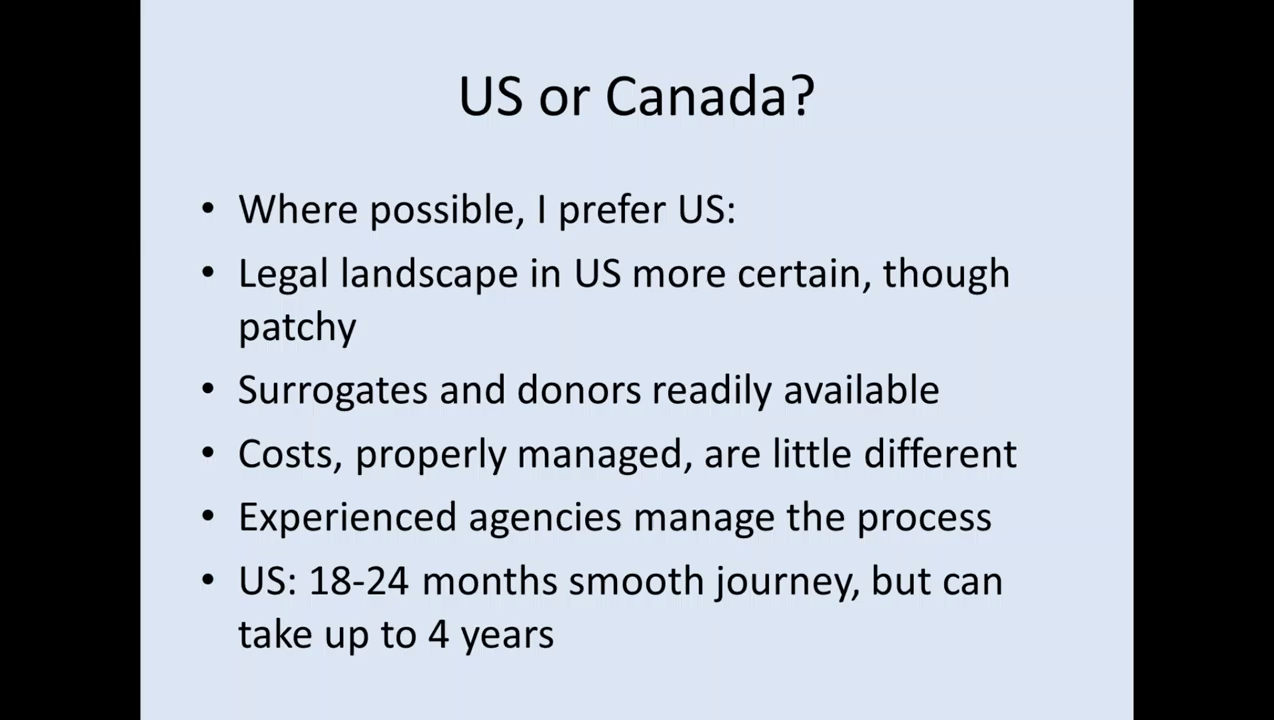 US or Canada?
• Where possible, I prefer US:
• Legal landscape in US more certain, though
patchy
• Surrogates and donors readily available
• Costs, properly managed, are little different
• Experienced agencies manage the process
• US: 18-24 months smooth journey, but can
take up to 4 years